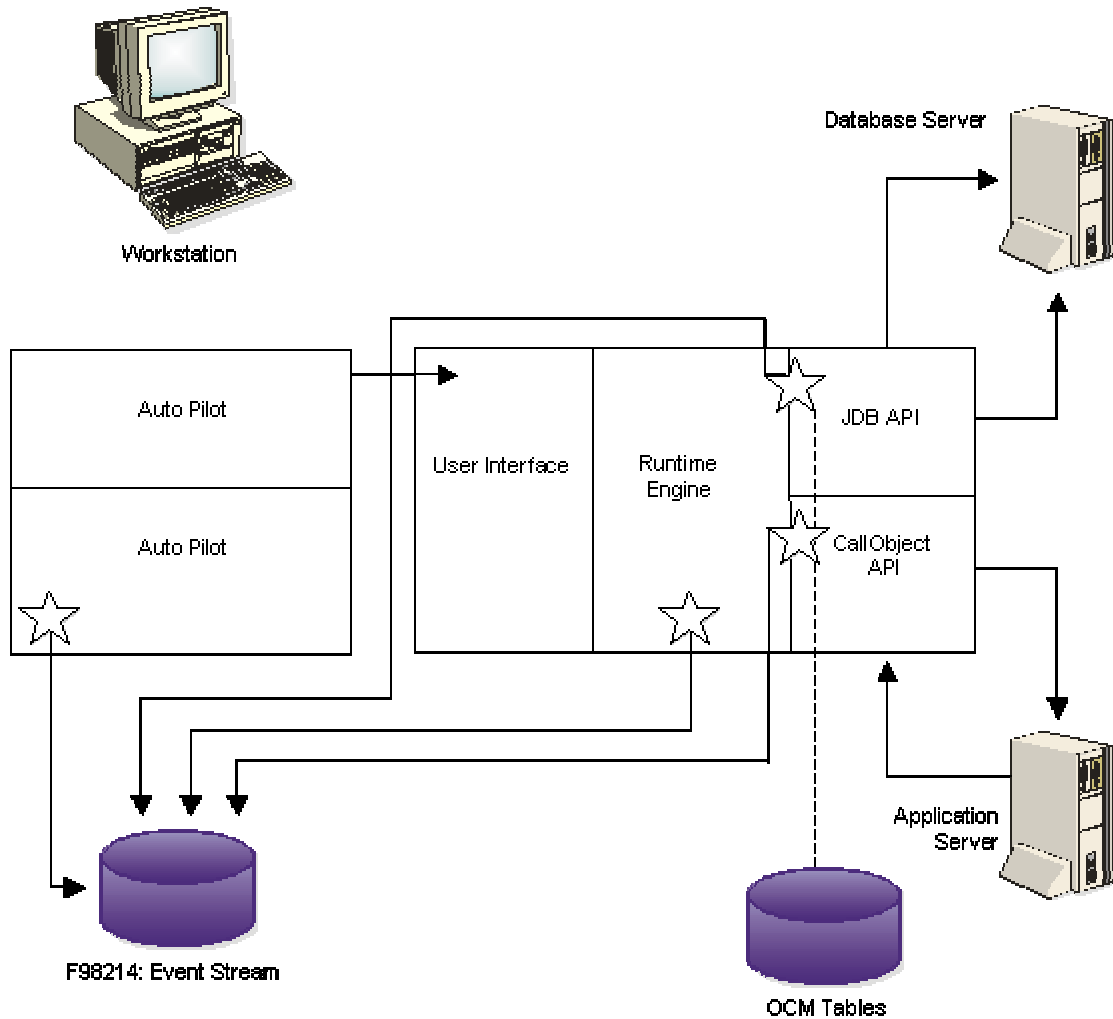 Workstation
Database Server
Auto Pilot
Auto Pilot
User Interface
Runtime
Engine
JDB API
CallObject
API
Application
Server
F98214: Event Stream
OCM Tables